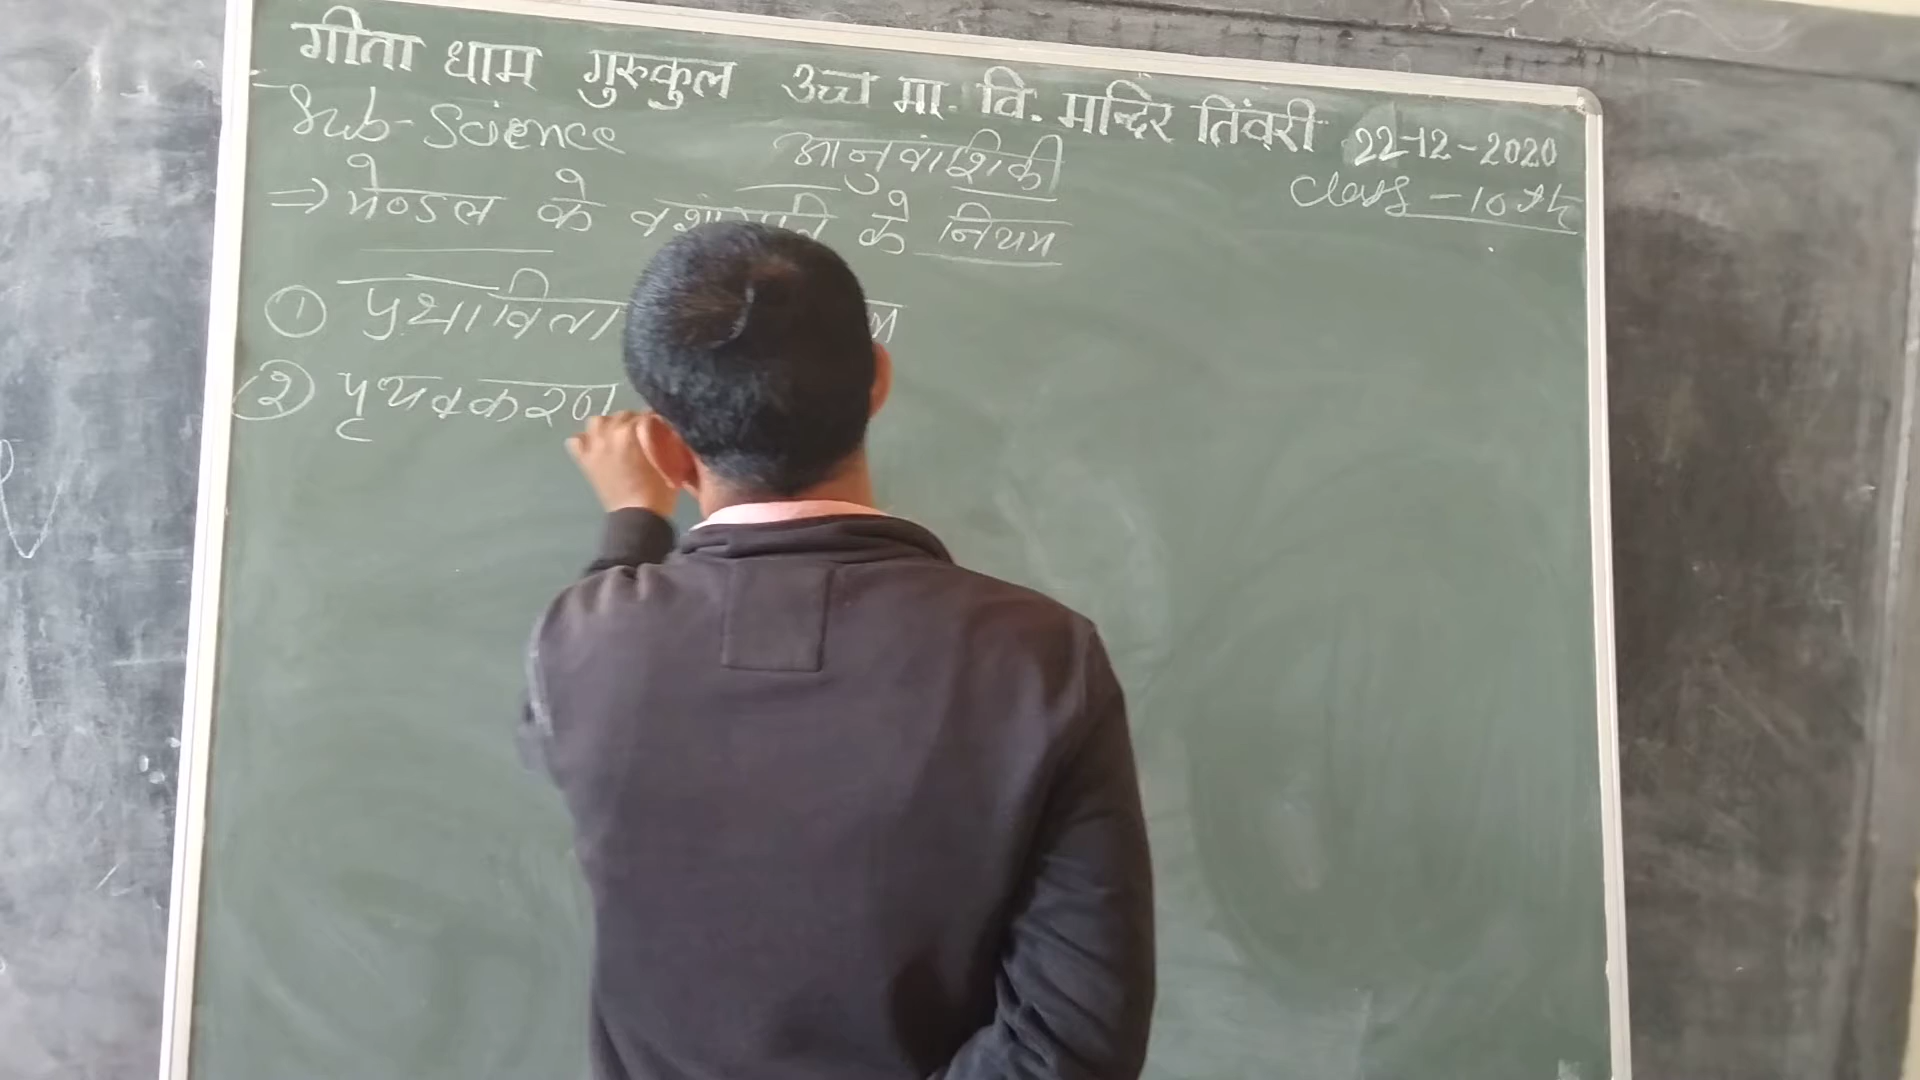 गीता धाम गुरुकुल उच्च मा. वि. मन्दिर तिंवरी 22-12-2020
Sub-Science आनुवांशिकी Class-10th
⇒ मेण्डल के के नियम
① प्रभाविता
② पृथक्करण